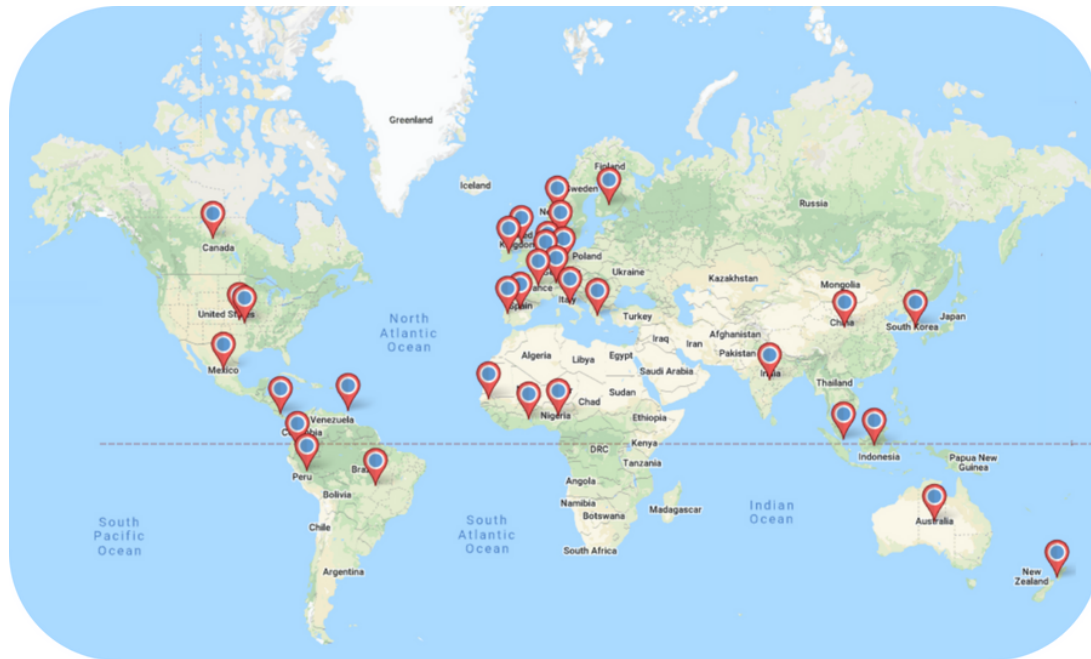 Greenland
Iceland
Finland
Sweden
Russia
Canada
United
Kingdom
Poland
Ukraine
Kazakhstan
Mongolia
United States
Italy
Spain
Turkey
China
South Korea
Japan
North
Atlantic
Ocean
Afghanistan
Iraq
Iran
Pakistan
Algeria
Libya
Egypt
Saudi Arabia
India
Mexico
Thailand
Chad
Sudan
Nigeria
Ethiopia
Venezuela
DRC
Kenya
Tanzania
Indonesia
Papua New
Guinea
Peru
Bolivia
Angola
Namibia
Botswana
Madagascar
Indian
Ocean
South
Pacific
Ocean
South
Atlantic
Ocean
Chile
Australia
South Africa
Argentina
New
Zealand